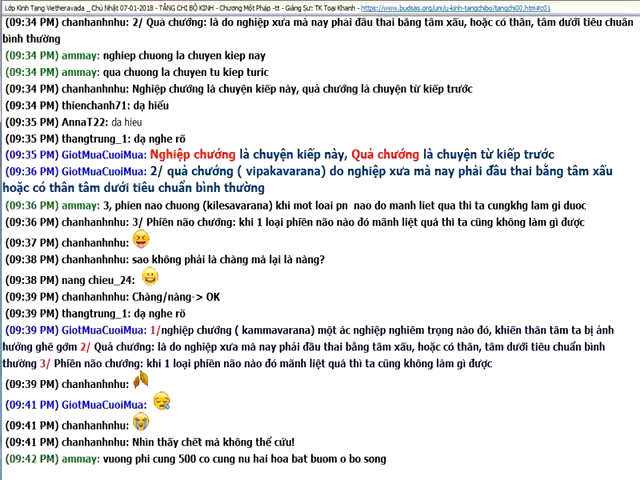 Lớp Kinh Tạng Vietheravada _ Chú Nhật 07-01-2018 - TĂNG CHI BỘ KINH - Chương Một Pháp -tt - Giảng Sư: TK Toại Khanh - https://www.budsas.org/uni/u-kinh-tangchibo/tangchi00.htm#c01
(09:34 PM) chanhanhnhu: 2/ Quả chướng: là do nghiệp xưa mà nay phải đầu thai bằng tâm xấu, hoặc có thân, tâm dưới tiêu chuẩn bình
thường
(09:34 PM) ammay: nghiep chuong la chuyen kiep nay
(09:34 PM) ammay: qua chuong la chuyen tu kiep turic
(09:34 PM) chanhanhnhu: Nghiệp chướng là chuyện kiếp này, quả chướng là chuyện từ kiếp trước
(09:34 PM) thienchanh71: dạ hiểu
(09:35 PM) AnnaT22: da hieu
(09:35 PM) thangtrung_1: dạ nghe rõ
(09:35 PM) GiotMuaCuoiMua: Nghiệp chướng là chuyện kiếp này, Quả chướng là chuyện từ kiếp trước
(09:36 PM) GiotMuaCuoiMua: 2/ quả chướng ( vipakavarana) do nghiệp xưa mà nay phải đầu thai bằng tâm xấu
hoặc có thân tâm dưới tiêu chuẩn bình thường
(09:36 PM) ammay: 3, phien nao chuong (kilesavarana) khi mot loai pn nao do manh liet qua thi ta cungkhg lam gi duoc
(09:36 PM) chanhanhnhu: 3/ Phiền não chướng: khi 1 loại phiền não nào đó mãnh liệt quá thì ta cũng không làm gì được
(09:37 PM) chanhanhnhu:
(09:38 PM) chanhanhnhu: sao không phải là chàng mà lại là nàng?
(09:38 PM) nang chieu_24:
(09:39 PM) chanhanhnhu: Chàng/nàng-> OK
(09:39 PM) thangtrung_1: dạ nghe rõ
(09:39 PM) GiotMuaCuoiMua: 1/nghiệp chướng ( kammavarana) một ác nghiệp nghiêm trọng nào đó, khiến thân tâm ta bị ảnh
hưởng ghê gớm 2/ Quả chướng: là do nghiệp xưa mà nay phải đầu thai bằng tâm xấu, hoặc có thân, tâm dưới tiêu chuẩn bình
thường 3/ Phiền não chướng: khi 1 loại phiền não nào đó mãnh liệt quá thì ta cũng không làm gì được
(09:39 PM) chanhanhnhu:
(09:41 PM) GiotMuaCuoiMua:
(09:41 PM) chanhanhnhu:
(09:41 PM) chanhanhnhu: Nhìn thấy chết mà không thể cứu!
(09:42 PM) ammay: vuong phi cung 500 co cung nu hai hoa bat buom o bo song